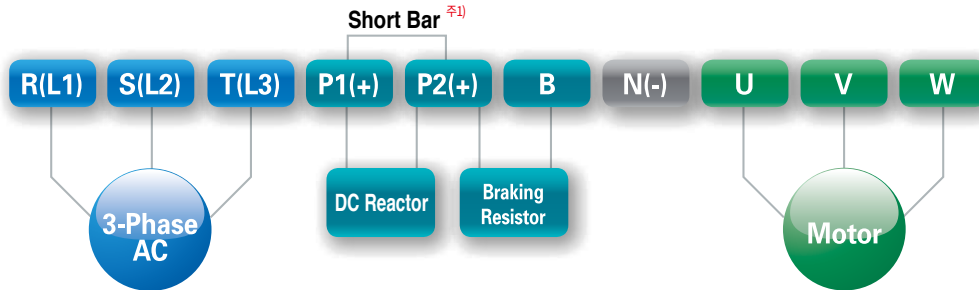 Short Bar 주1)
R(L1) S(L2) T(L3) P1(+) P2(+) B N(-) U V W
3-Phase
AC
DC Reactor
Braking
Resistor
Motor